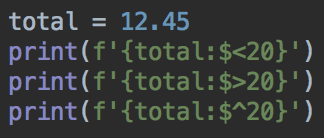 total = 12.45
print(f'{total:$<20}')
print(f'{total:$>20}')
print(f'{total:$^20}')